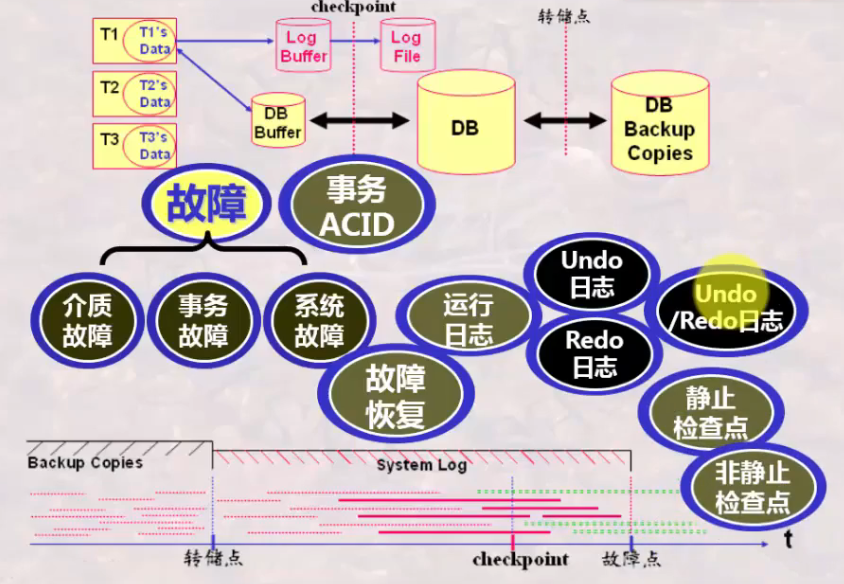 checkpoint
转储点
T1
T1's
Data
Log
Buffer
Log
File
T2
T2's
Data
DB
Buffer
DB
DB
Backup
Copies
T3
T3's
Data
故障
事务
ACID
介质
故障
事务
故障
系统
故障
运行
日志
Undo
日志
Redo
日志
Undo
/Redo日志
故障
恢复
静止
检查点
非静止
检查点
Backup Copies
System Log
转储点
checkpoint
故障点
t